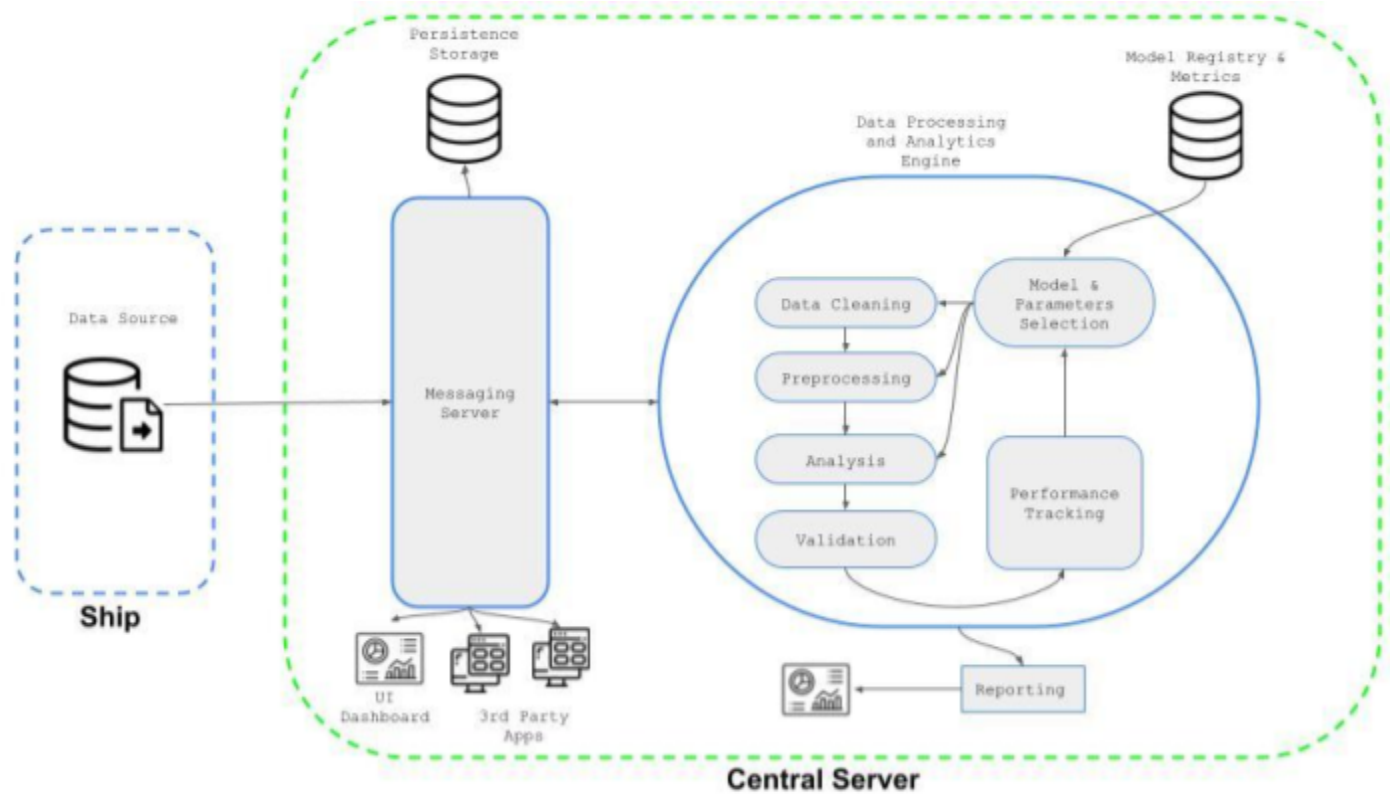 Persistence
Storage
Model Registry &
Metrics
Data Processing
and Analytics
Engine
Data Source
Messaging
Server
Model &
Parameters
Selection
Data Cleaning
Preprocessing
Analysis
Validation
Performance
Tracking
Ship
UI
Dashboard
3rd Party
Apps
Reporting
Central Server